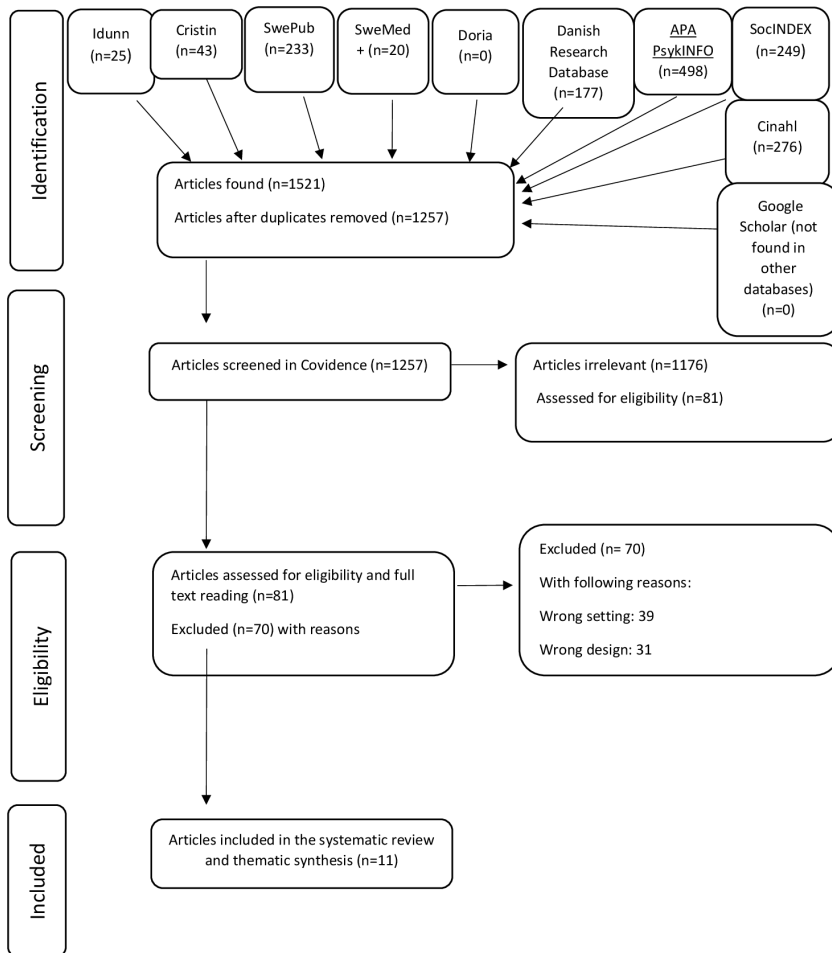 Identification
Idunn
(n=25)
Cristin
(n=43)
SwePub
(n=233)
SweMed
+ (n=20)
Doria
(n=0)
Danish
Research
Database
(n=177)
APA
PsykINFO
(n=498)
SocINDEX
(n=249)
Cinahl
(n=276)
Google
Scholar (not
found in
other
databases)
(n=0)
Articles found (n=1521)
Articles after duplicates removed (n=1257)
Screening
Articles screened in Covidence (n=1257)
Articles irrelevant (n=1176)
Assessed for eligibility (n=81)
Eligibility
Articles assessed for eligibility and full
text reading (n=81)
Excluded (n=70) with reasons
Excluded (n= 70)
With following reasons:
Wrong setting: 39
Wrong design: 31
Included
Articles included in the systematic review
and thematic synthesis (n=11)